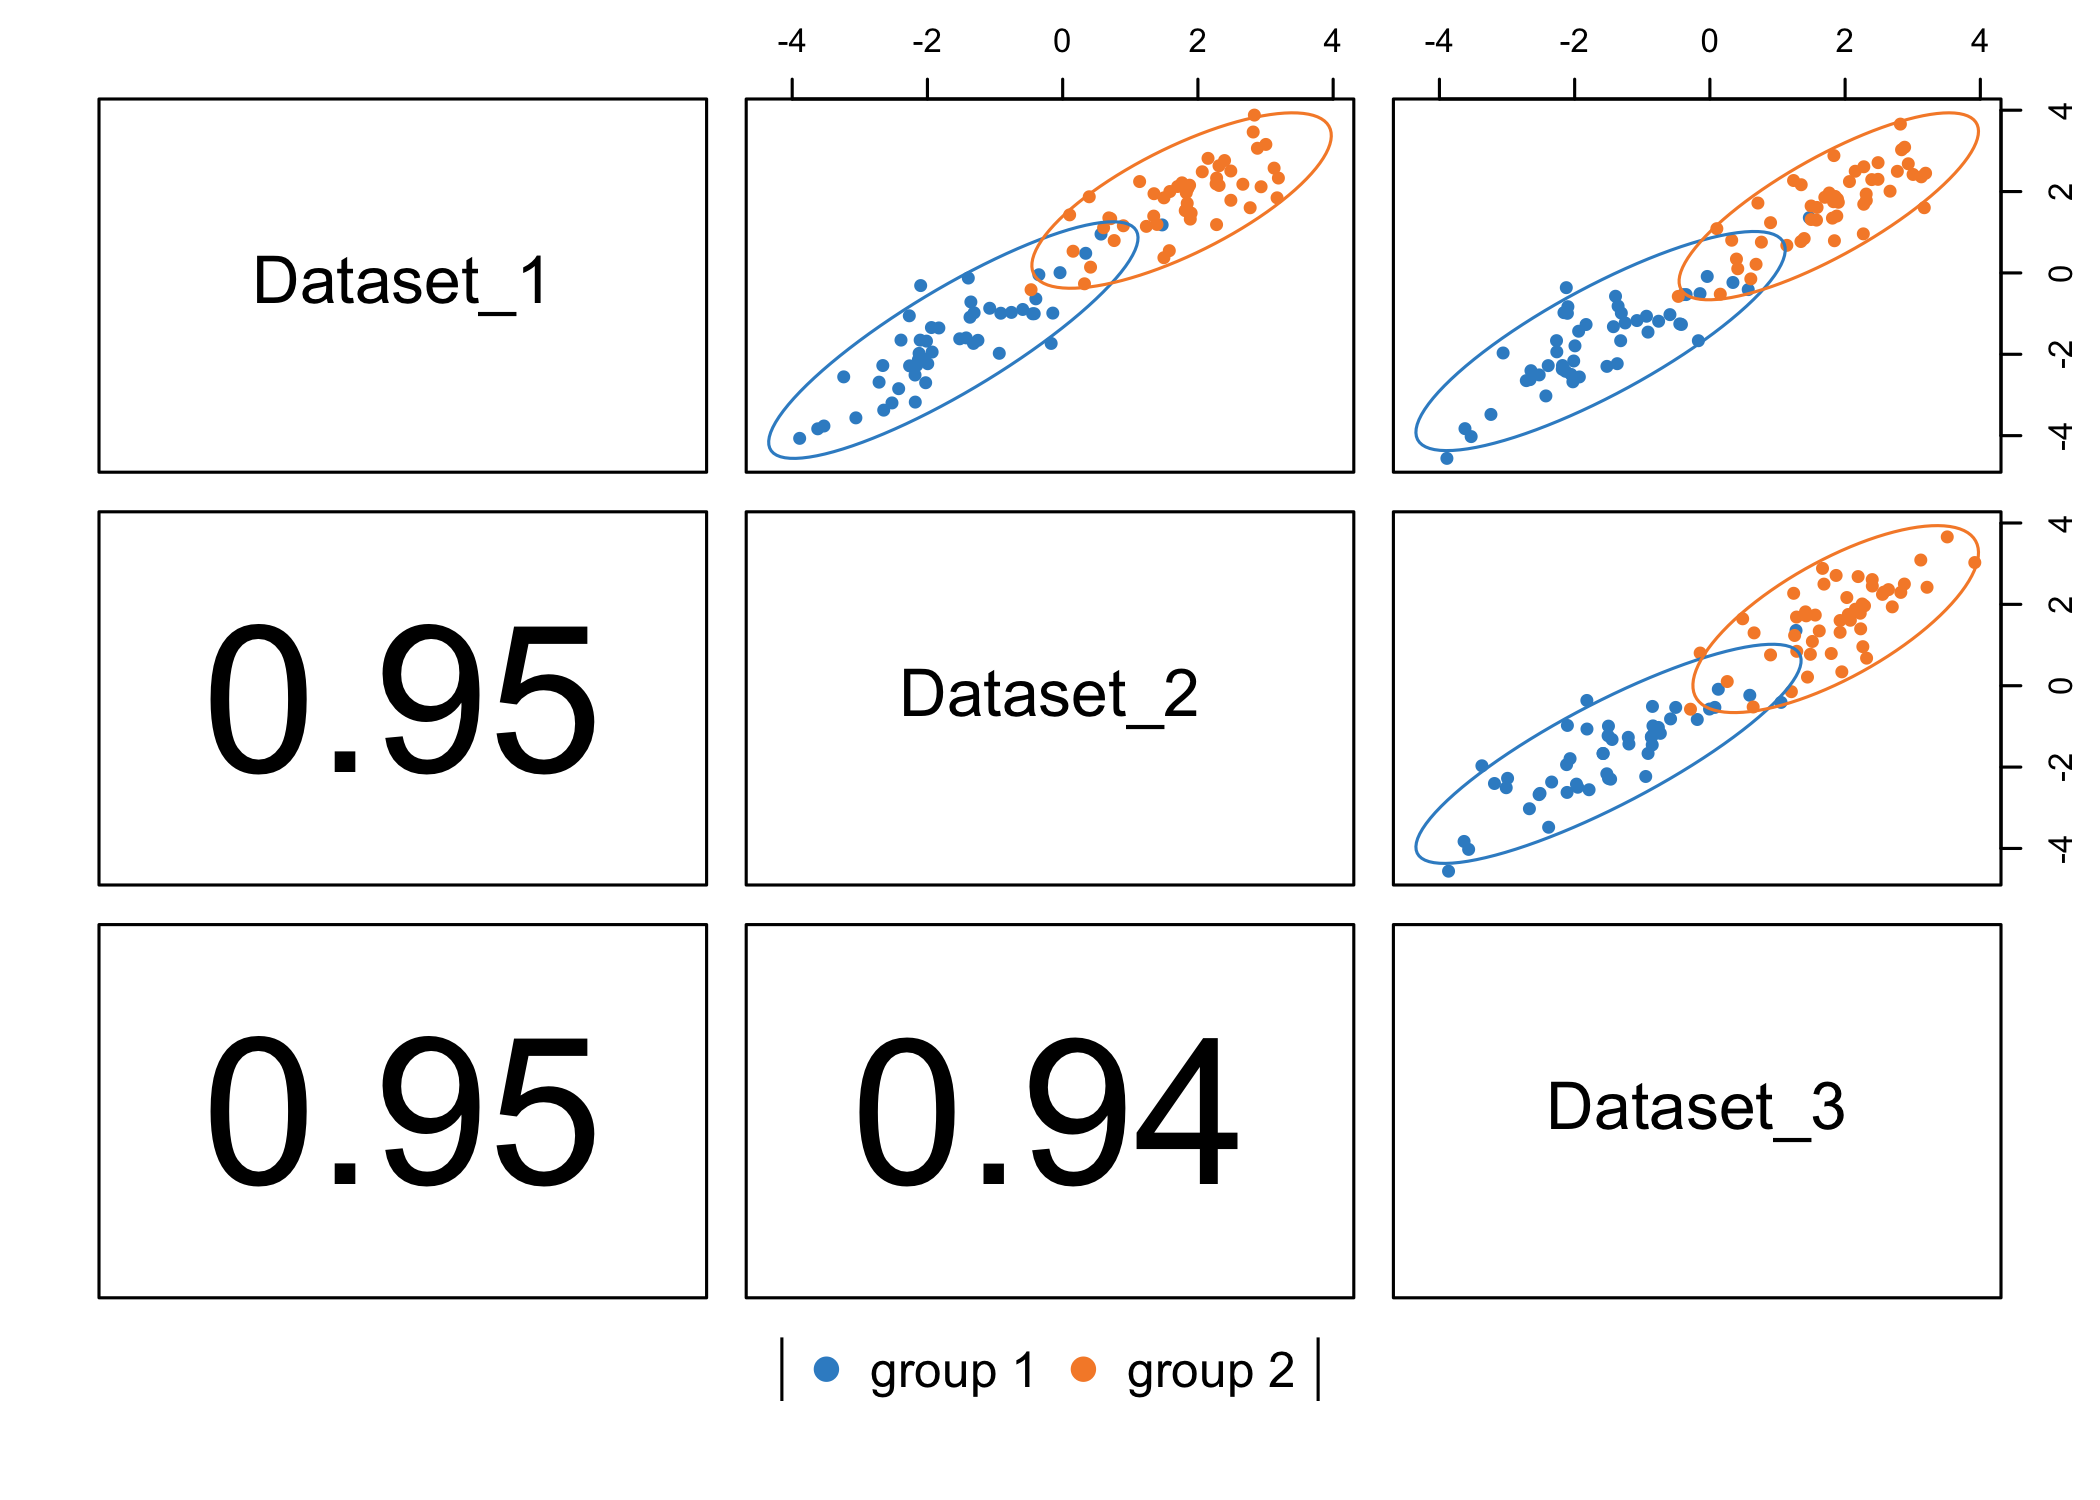 -4 -2 0 2 4 -4 -2 0 2 4
Dataset_1
4 2 0 -2 -4
0.95 Dataset_2
4 2 0 -2 -4
0.95 0.94 Dataset_3
group 1 group 2